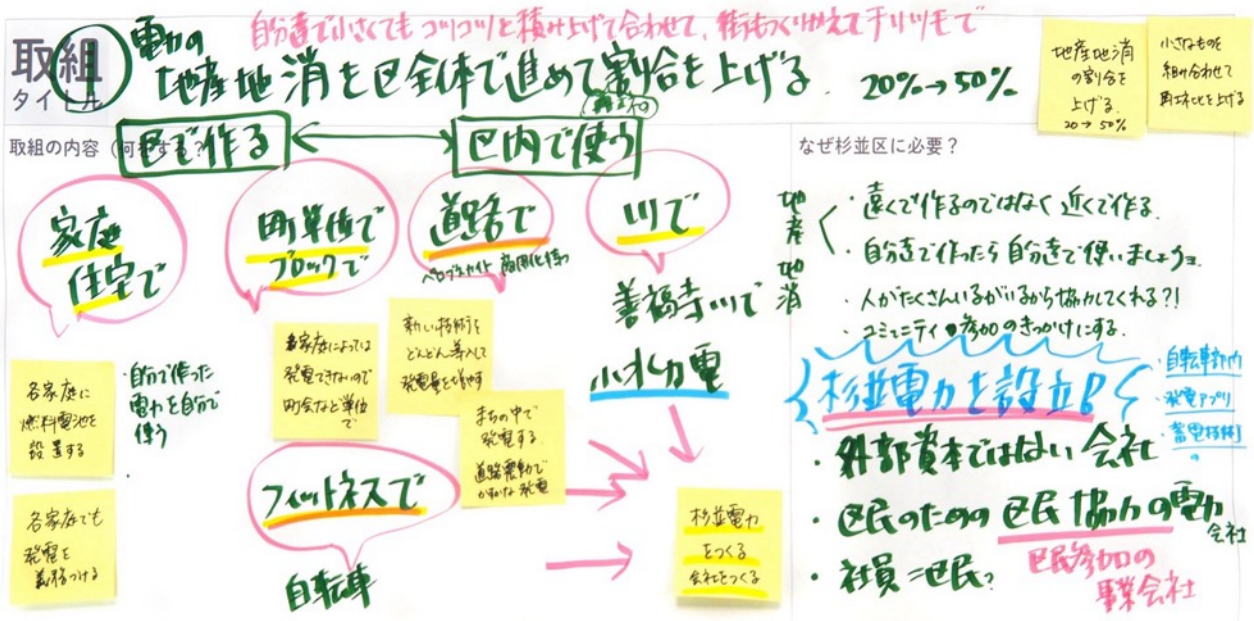 自分達で小さくてもコツコツと積み上げて合わせて、街もつくりかえてチリツモで
取組
タイトル
① 電力の
地産地消を区全体で進めて割合を上げる. 20%→50%
(再エネの)
地産地消
の割合を
上げる.
20→50%
小さなものを
組み合わせて
再エネ比を上げる
取組の内容（何をする？
区で作る
区内で使う
家庭
住宅で
町単位で
ブロックで
道路で
ペロブスカイト 商用化待つ
川で
善福寺川で
小水力電
各家庭に
燃料電池を
設置する
・自分で作った
電力を自分で
使う
各家庭でも
発電を
義務づける
各家庭によっては
発電できないので
町会など単位
で
新しい技術を
どんどん導入して
発電量を増やす
まちの中で
発電する.
道路震動で
かすかな発電
フィットネスで
自転車
杉並電力
をつくる
会社をつくる
なぜ杉並区に必要？
地産地消
・遠くで作るのではなく近くで作る.
・自分達で作ったら自分達で使いましょうョ.
・人がたくさんいるがいるから協力してくれる?!
・コミュニティ参加のきっかけにする.
杉並電力を設立!
・発電アプリ
・蓄電技術
・外部資本ではない会社
・区民のための区民協力の電力
会社
・社員=区民?
区民参加の
事業会社